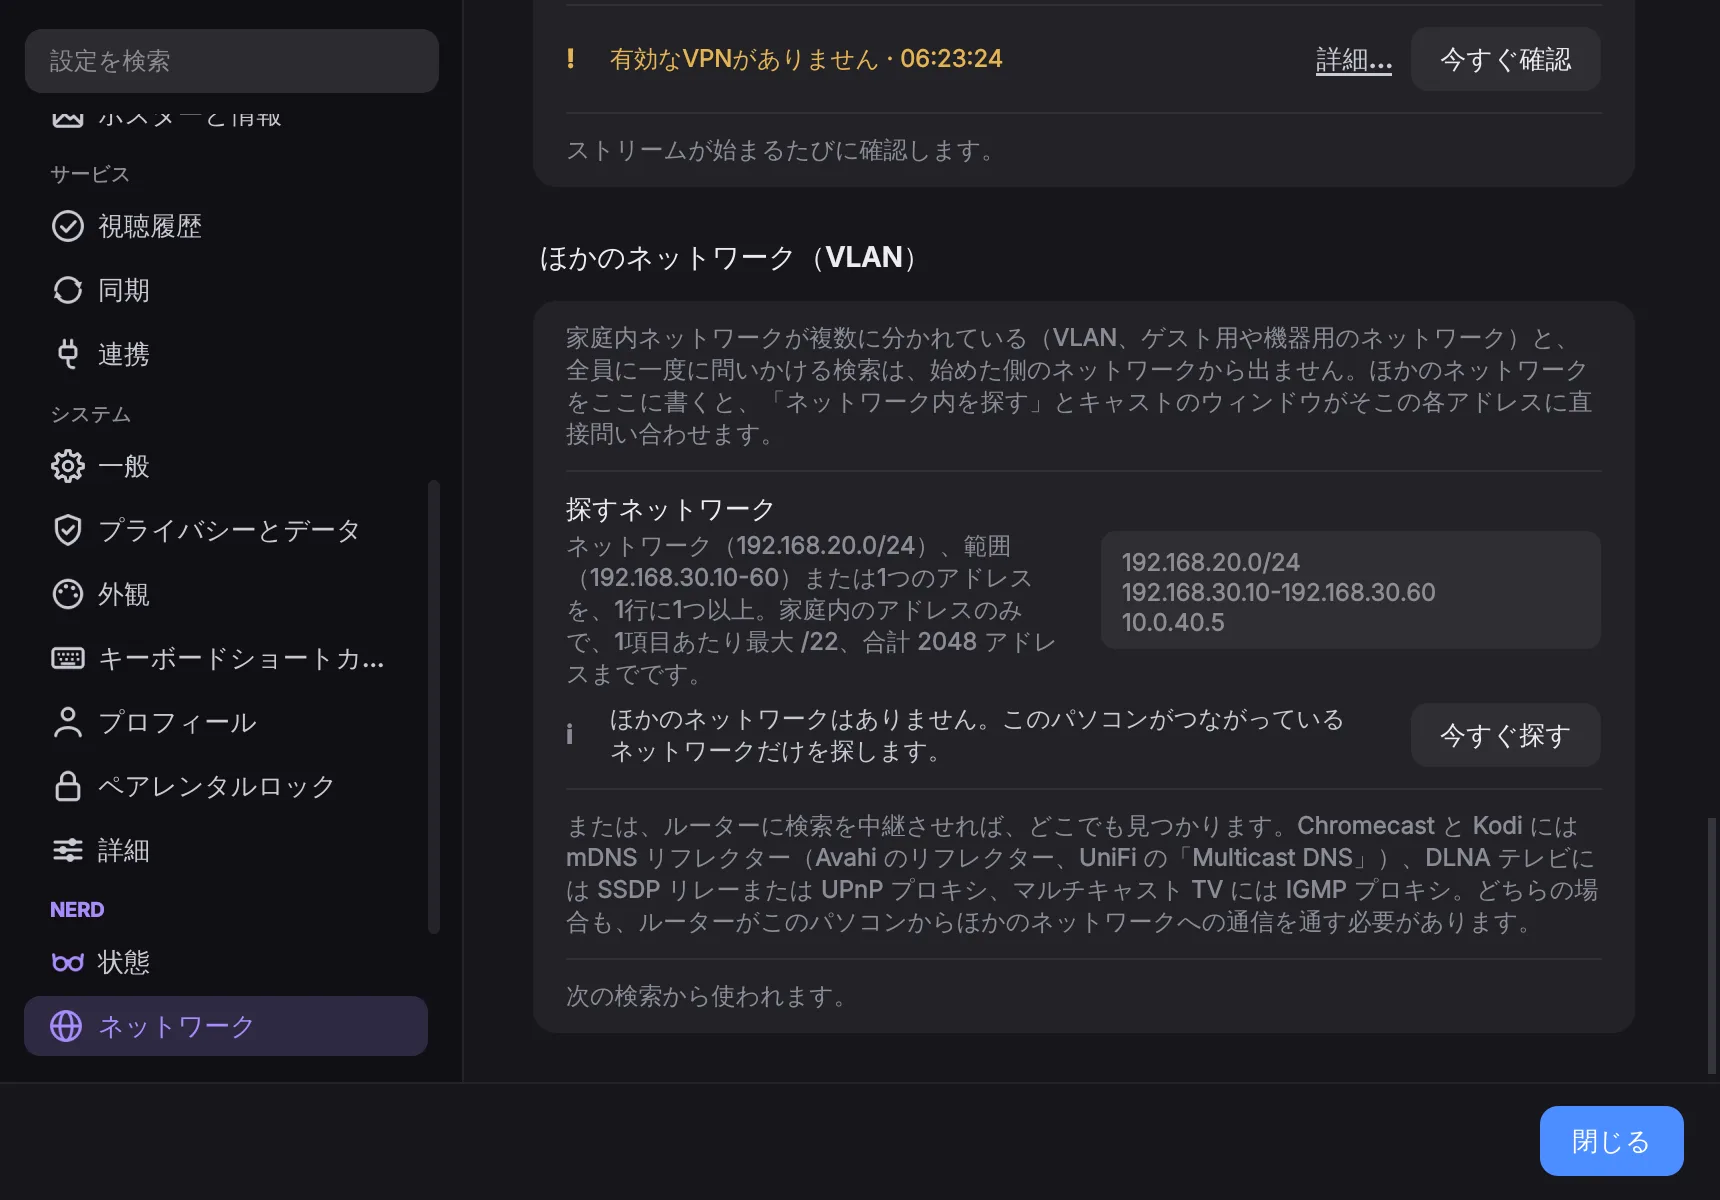 設定を検索
ポスターと情報
サービス
視聴履歴
同期
連携
システム
一般
プライバシーとデータ
外観
キーボードショートカ...
プロフィール
ペアレンタルロック
詳細
NERD
状態
ネットワーク
有効なVPNがありません · 06:23:24
詳細...
今すぐ確認
ストリームが始まるたびに確認します。
ほかのネットワーク（VLAN）
家庭内ネットワークが複数に分かれている（VLAN、ゲスト用や機器用のネットワーク）と、
全員に一度に問いかける検索は、始めた側のネットワークから出ません。ほかのネットワーク
をここに書くと、「ネットワーク内を探す」とキャストのウィンドウがそこの各アドレスに直
接問い合わせます。
探すネットワーク
ネットワーク（192.168.20.0/24）、範囲
（192.168.30.10-60）または1つのアドレス
を、1行に1つ以上。家庭内のアドレスのみ
で、1項目あたり最大 /22、合計 2048 アドレ
スまでです。
192.168.20.0/24
192.168.30.10-192.168.30.60
10.0.40.5
ほかのネットワークはありません。このパソコンがつながっている
ネットワークだけを探します。
今すぐ探す
または、ルーターに検索を中継させれば、どこでも見つかります。Chromecast と Kodi には
mDNS リフレクター（Avahi のリフレクター、UniFi の「Multicast DNS」）、DLNA テレビに
は SSDP リレーまたは UPnP プロキシ、マルチキャスト TV には IGMP プロキシ。どちらの場
合も、ルーターがこのパソコンからほかのネットワークへの通信を通す必要があります。
次の検索から使われます。
閉じる